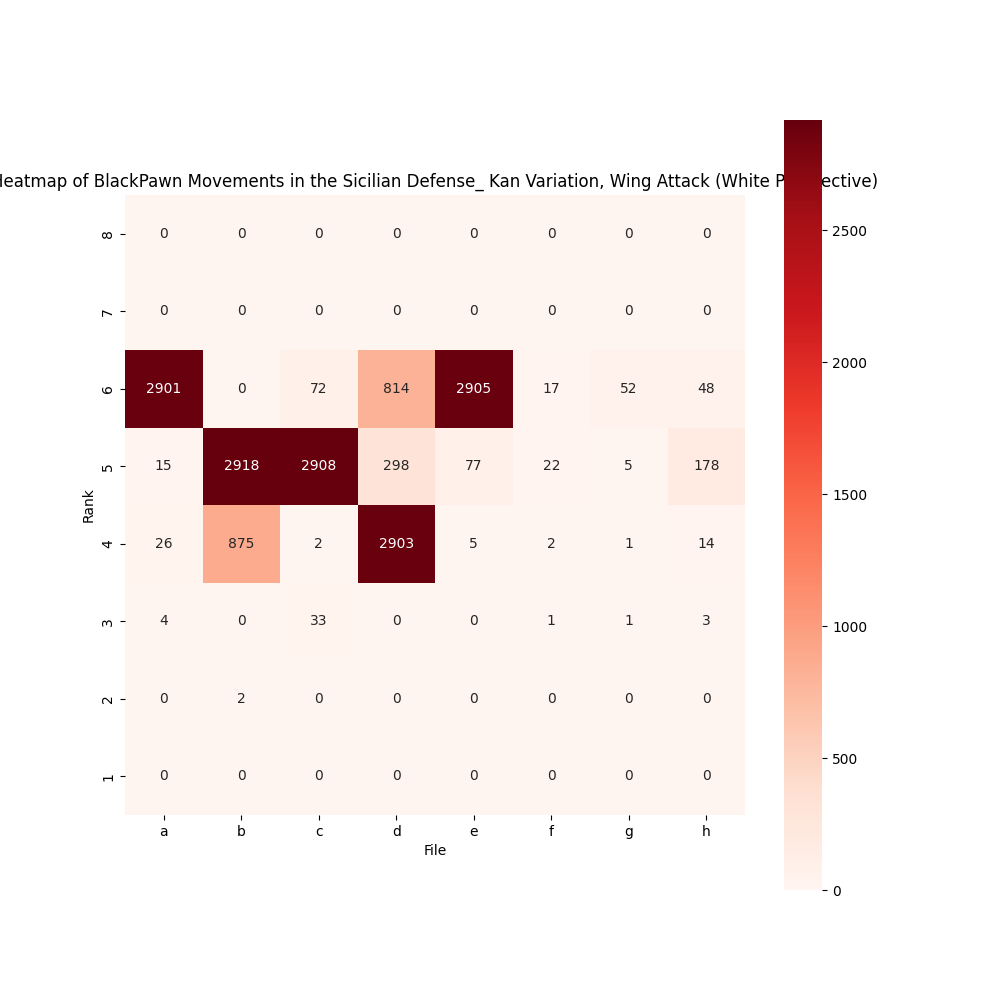 Heatmap of BlackPawn Movements in the Sicilian Defense_ Kan Variation, Wing Attack (White P ective)
8 0 0 0 0 0 0 0 0
7 0 0 0 0 0 0 0 0
6 2901 0 72 814 2905 17 52 48
5 15 2918 2908 298 77 22 5 178
4 26 875 2 2903 5 2 1 14
3 4 0 33 0 0 1 1 3
2 0 2 0 0 0 0 0 0
1 0 0 0 0 0 0 0 0
a b c d e f g h
File
Rank
2500
2000
1500
1000
500
0